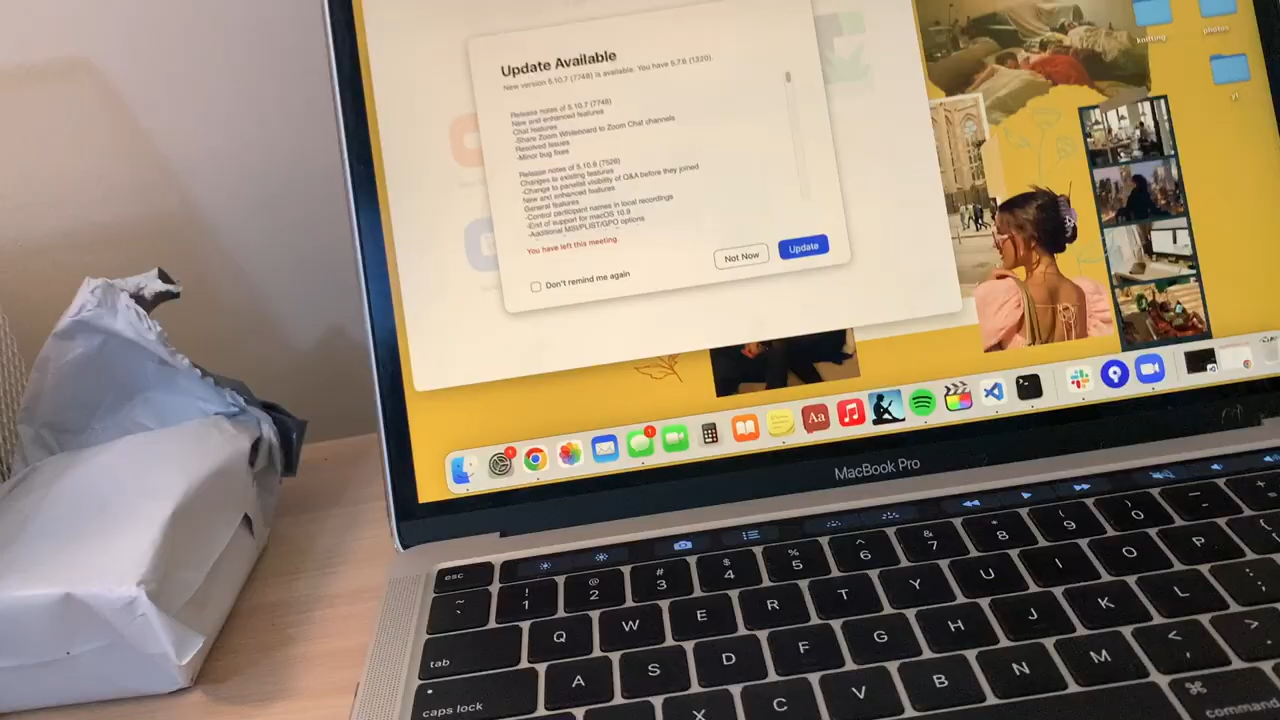 Update Available
New version 5.10.7 (7748) is available. You have 5.7.6 (1320).
Release notes of 5.10.7 (7748)
New and enhanced features
Chat features
-Share Zoom Whiteboard to Zoom Chat channels
Resolved Issues
-Minor bug fixes
Release notes of 5.10.6 (7526)
Changes to existing features
-Change to panelist visibility of Q&A before they joined
New and enhanced features
General features
-Control participant names in local recordings
-End of support for macOS 10.9
-Additional MSI/PLIST/GPO options
You have left this meeting.
Don't remind me again
Not Now
Update
knitting
photos
yt
Aa
MacBook Pro
esc
~ `
! 1
@ 2
# 3
$ 4
% 5
^ 6
& 7
* 8
( 9
) 0
tab
Q W E R T Y U I O P
caps lock
A S D F G H J K L
X C V B N M
command